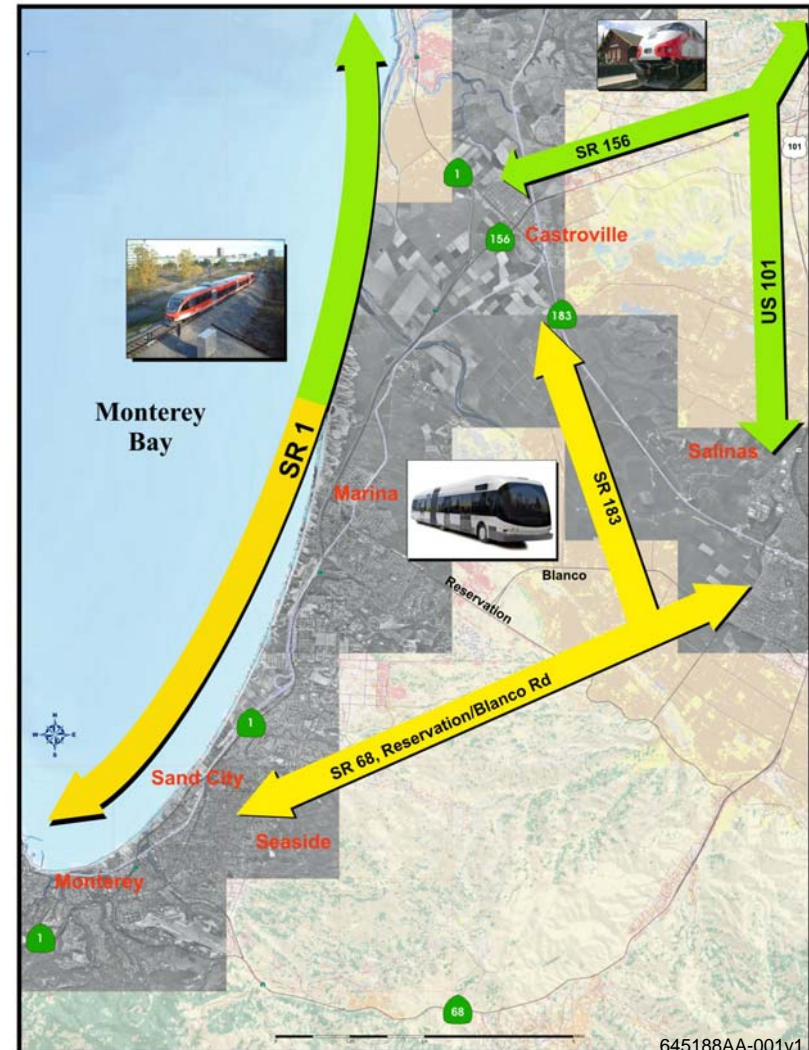 SR 156
1
101
156
Castroville
US 101
183
Monterey
Bay
SR 1
Salinas
Marina
SR 183
Blanco
Reservation
N
W
E
S
1
SR 68, Reservation/Blanco Rd
Sand City
Seaside
Monterey
1
68
645188AA-001v1